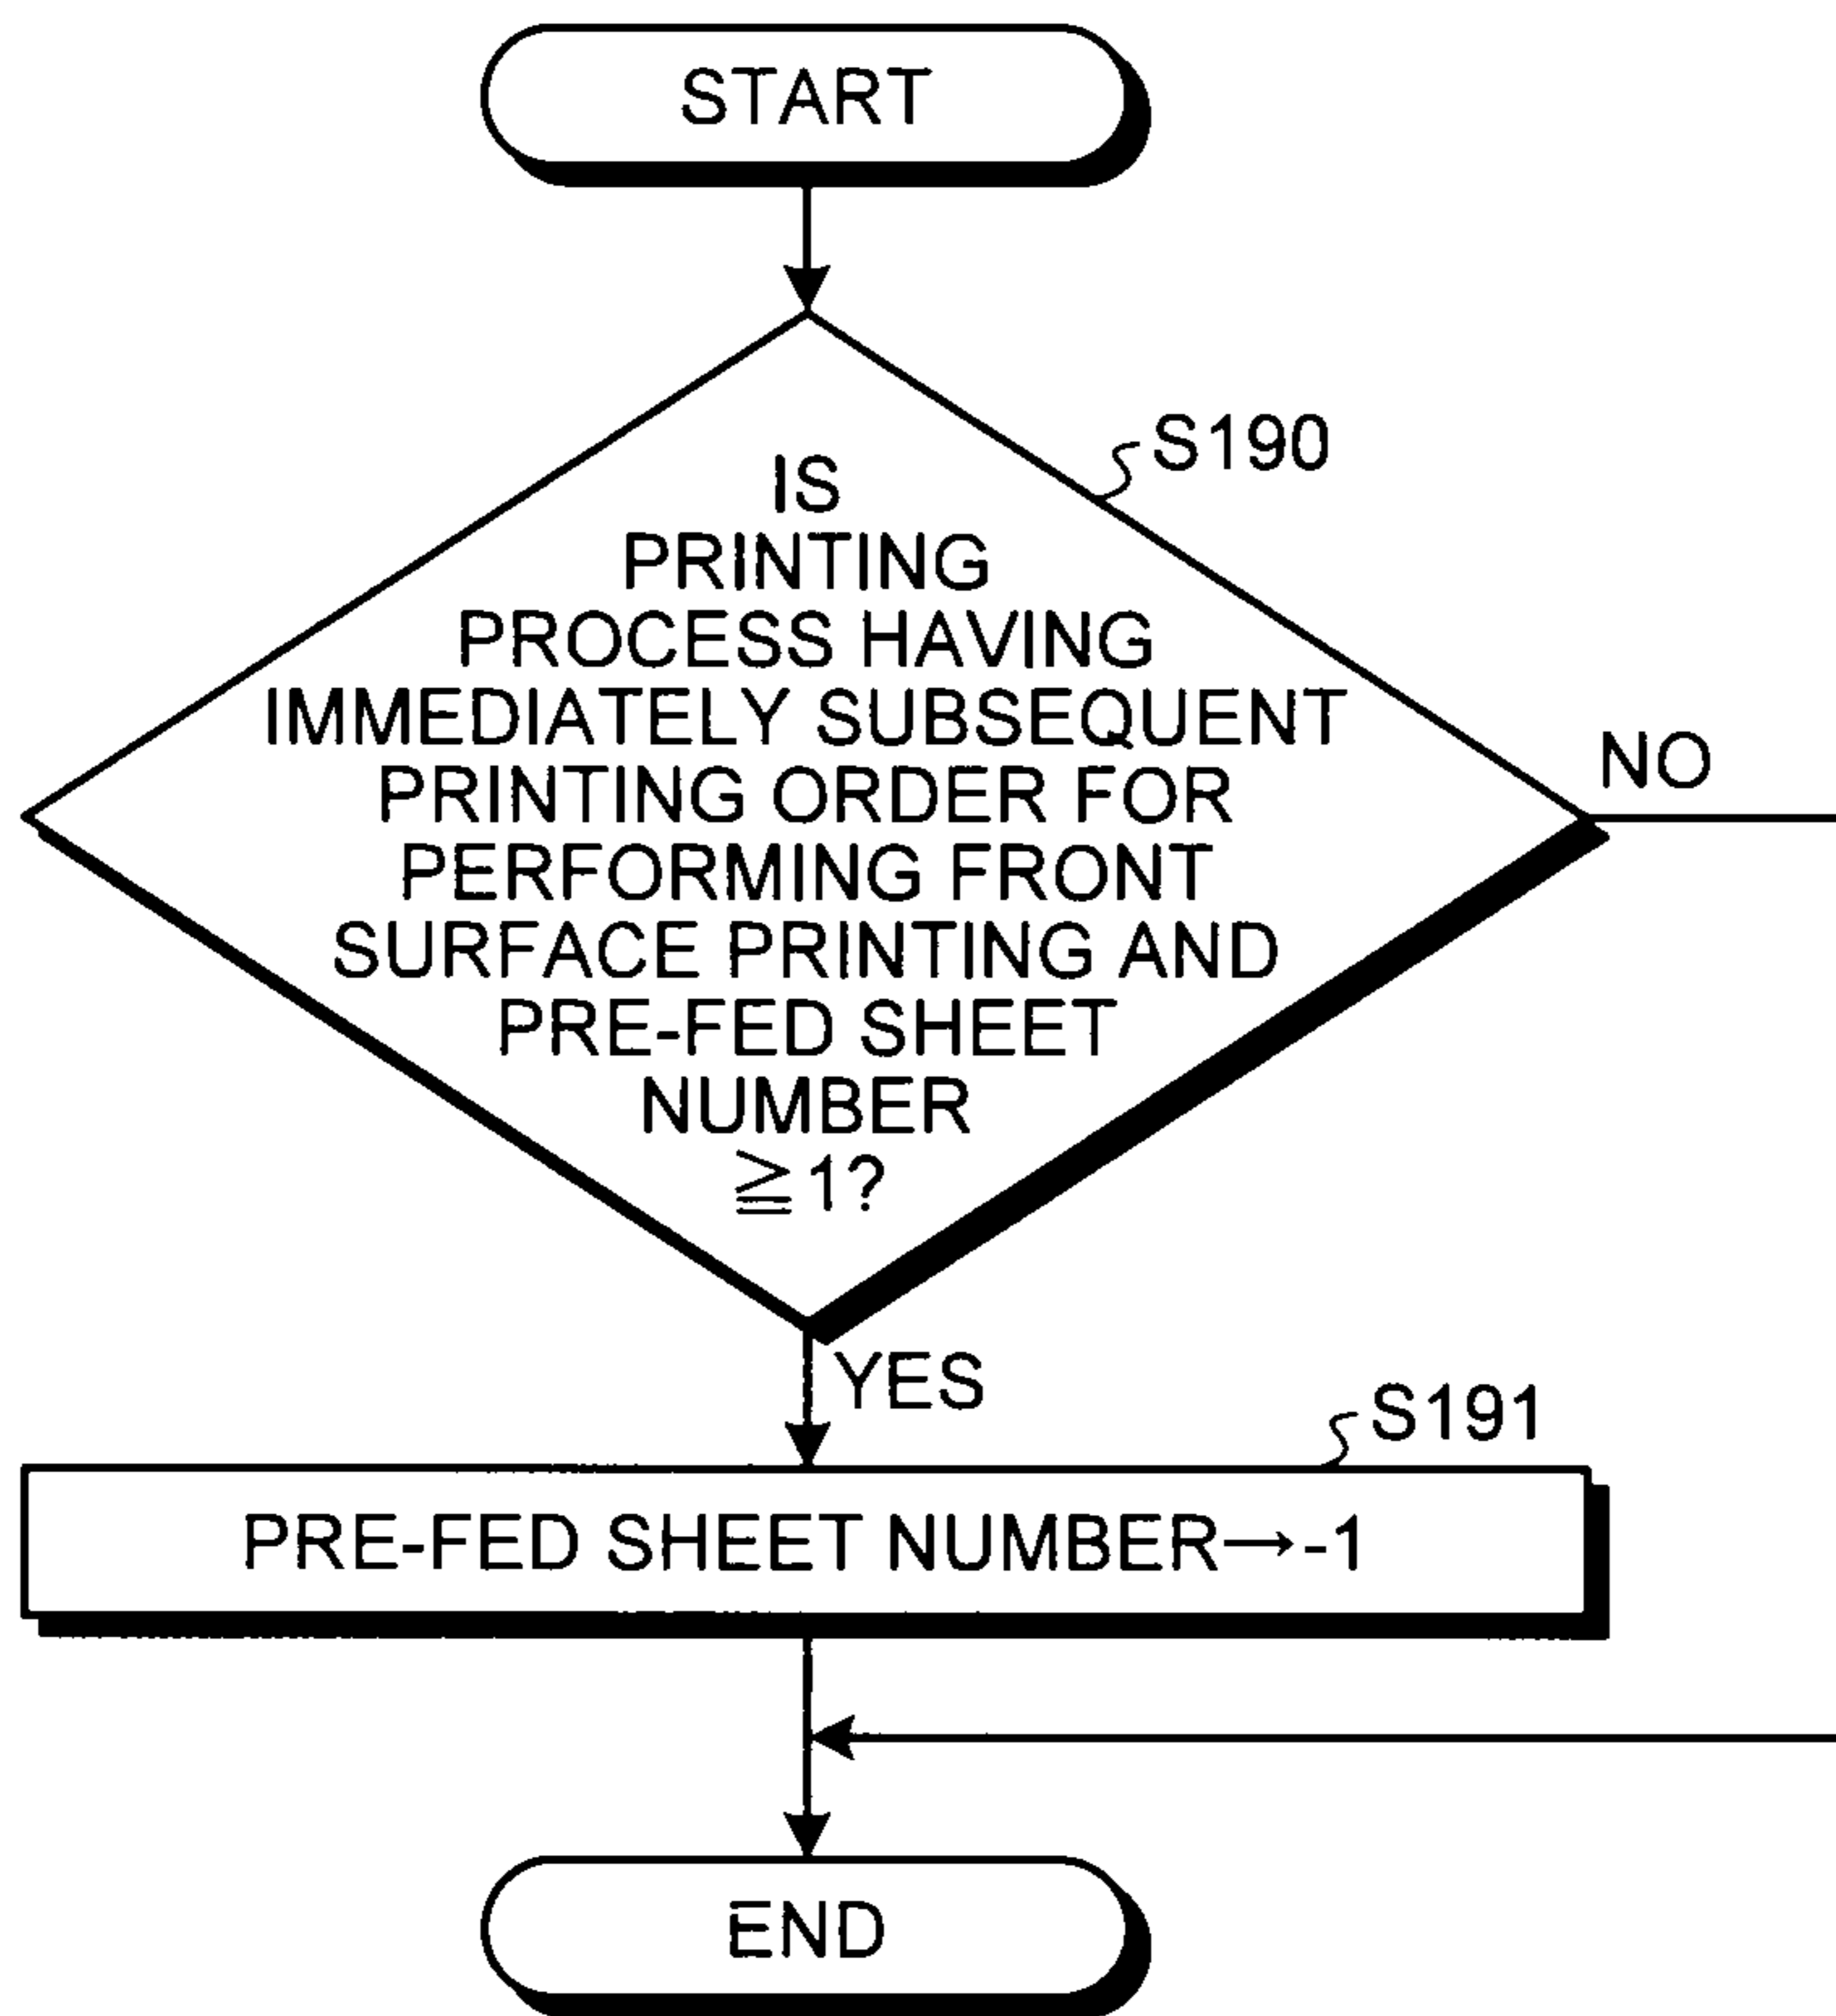 START
S190
IS
PRINTING
PROCESS HAVING
IMMEDIATELY SUBSEQUENT
PRINTING ORDER FOR
PERFORMING FRONT
SURFACE PRINTING AND
PRE-FED SHEET
NUMBER
≧1?
NO
YES
S191
PRE-FED SHEET NUMBER→-1
END